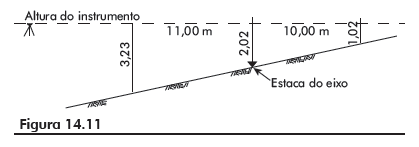 Altura do instrumento
11,00 m
10,00 m
3,23
2,02
1,02
Estaca do eixo
Figura 14.11